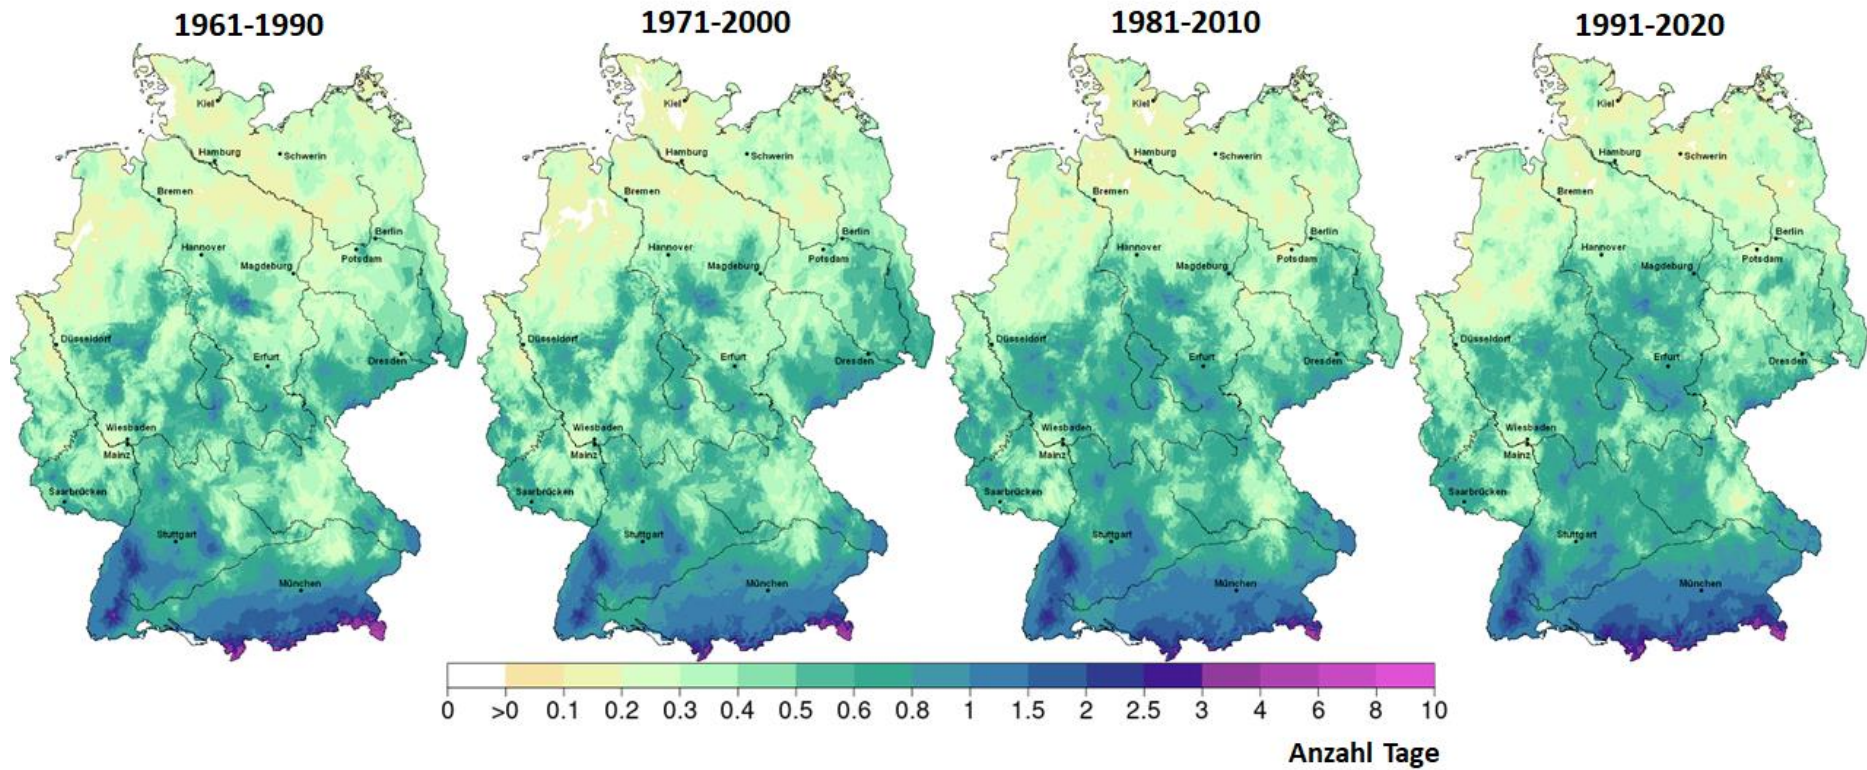 1961-1990 1971-2000 1981-2010 1991-2020
Kiel Kiel Kiel Kiel
Hamburg Schwerin Hamburg Schwerin Hamburg Schwerin Hamburg Schwerin
Bremen Bremen Bremen Bremen
Hannover Berlin Hannover Berlin Hannover Berlin Hannover Berlin
Magdeburg Potsdam Magdeburg Potsdam Magdeburg Potsdam Magdeburg Potsdam
Düsseldorf Erfurt Dresden Düsseldorf Erfurt Dresden Düsseldorf Erfurt Dresden Düsseldorf Erfurt Dresden
Wiesbaden Wiesbaden Wiesbaden Wiesbaden
Mainz Mainz Mainz Mainz
Saarbrücken Saarbrücken Saarbrücken Saarbrücken
Stuttgart Stuttgart Stuttgart Stuttgart
München München München München
0 >0 0.1 0.2 0.3 0.4 0.5 0.6 0.8 1 1.5 2 2.5 3 4 6 8 10
Anzahl Tage